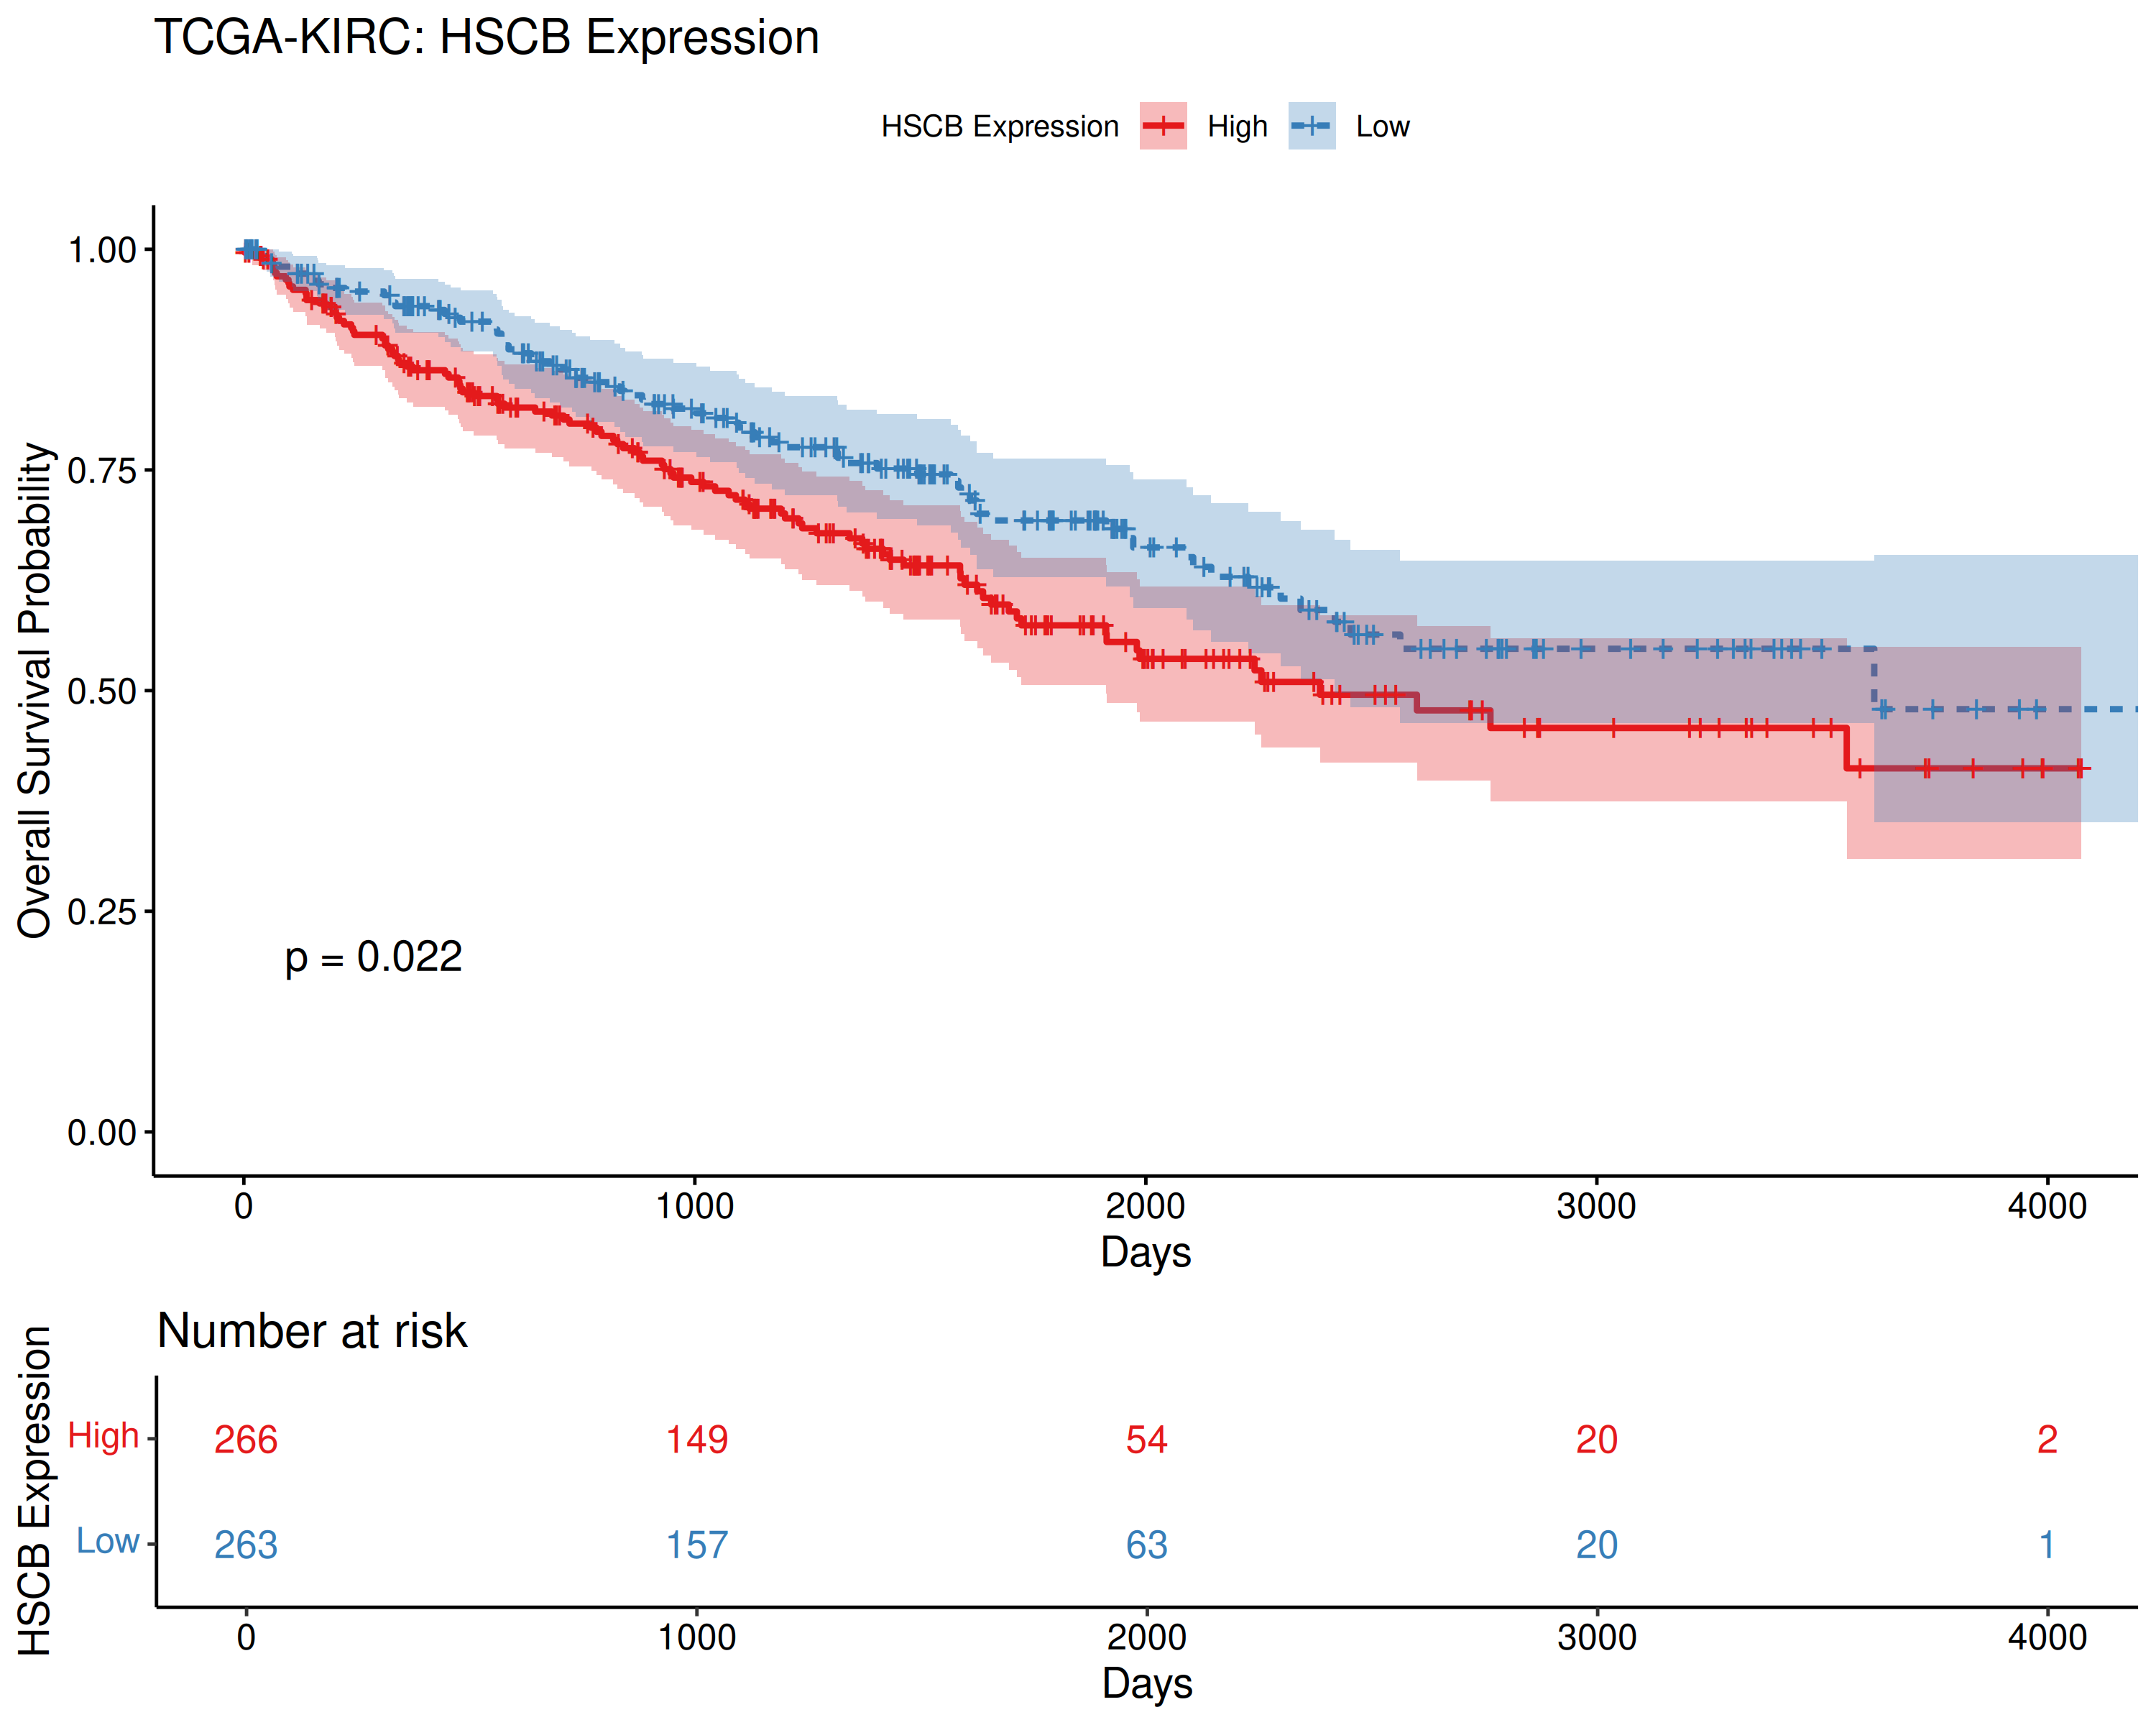 TCGA-KIRC: HSCB Expression
HSCB Expression High Low
Overall Survival Probability
1.00
0.75
0.50
0.25
0.00
p = 0.022
0 1000 2000 3000 4000
Days
Number at risk
HSCB Expression
High 266 149 54 20 2
Low 263 157 63 20 1
0 1000 2000 3000 4000
Days